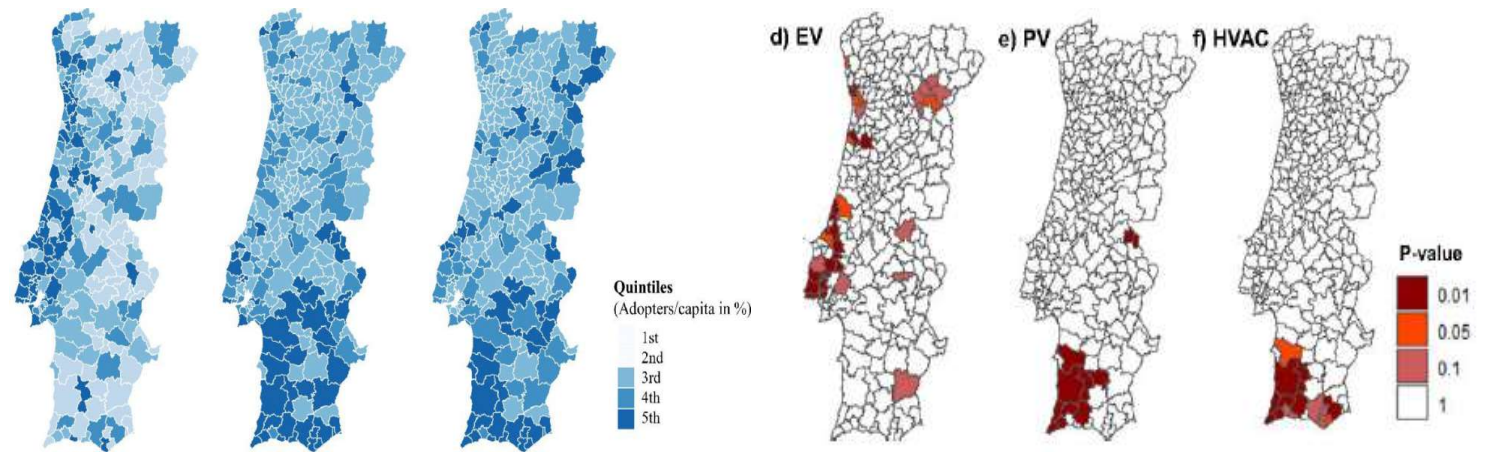 d) EV
e) PV
f) HVAC
Quintiles
(Adopters/capita in %)
1st
2nd
3rd
4th
5th
P-value
0.01
0.05
0.1
1